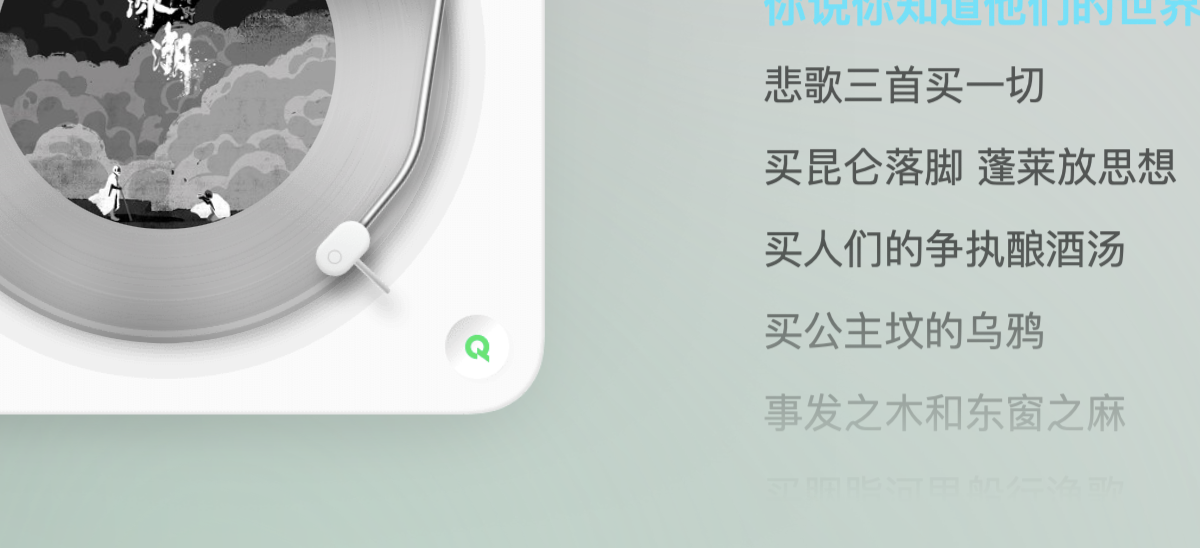 潮
你说你知道他们的世界
悲歌三首买一切
买昆仑落脚 蓬莱放思想
买人们的争执酿酒汤
买公主坟的乌鸦
事发之木和东窗之麻